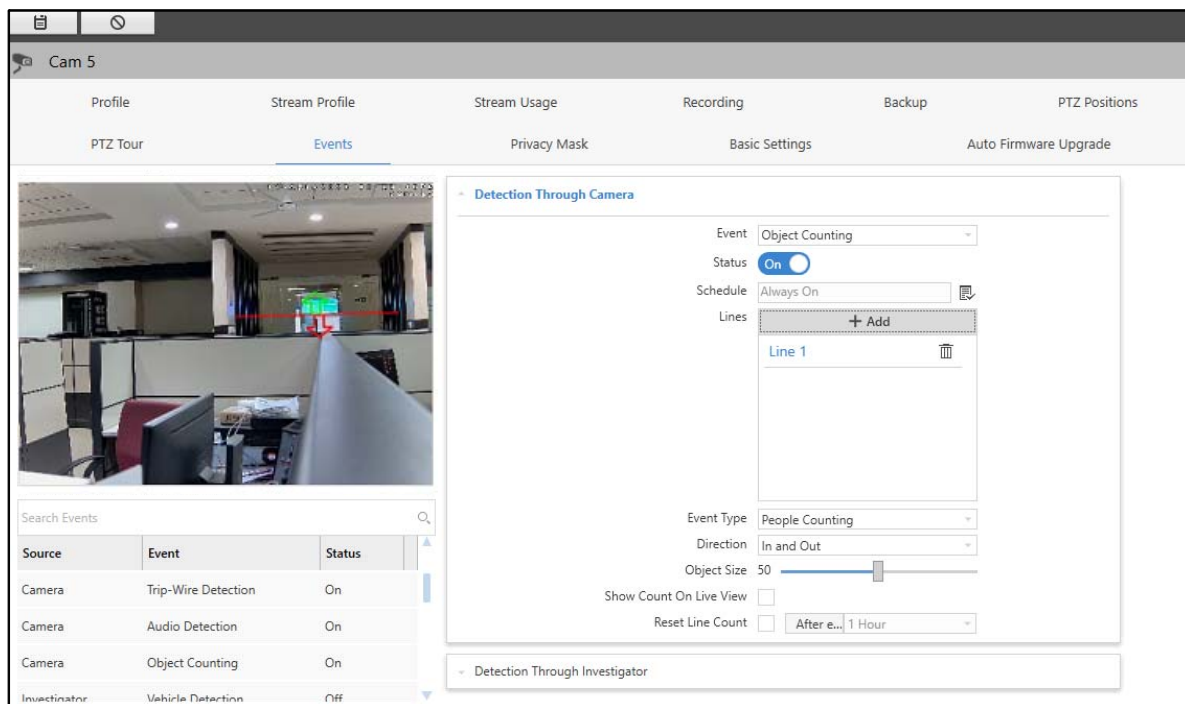 Cam 5
Profile
Stream Profile
Stream Usage
Recording
Backup
PTZ Positions
PTZ Tour
Events
Privacy Mask
Basic Settings
Auto Firmware Upgrade
Detection Through Camera
Event Object Counting
Status On
Schedule Always On
Lines + Add
Line 1
Event Type People Counting
Direction In and Out
Object Size 50
Show Count On Live View
Reset Line Count After e... 1 Hour
Detection Through Investigator
Search Events
Source Event Status
Camera Trip-Wire Detection On
Camera Audio Detection On
Camera Object Counting On
Investigator Vehicle Detection Off